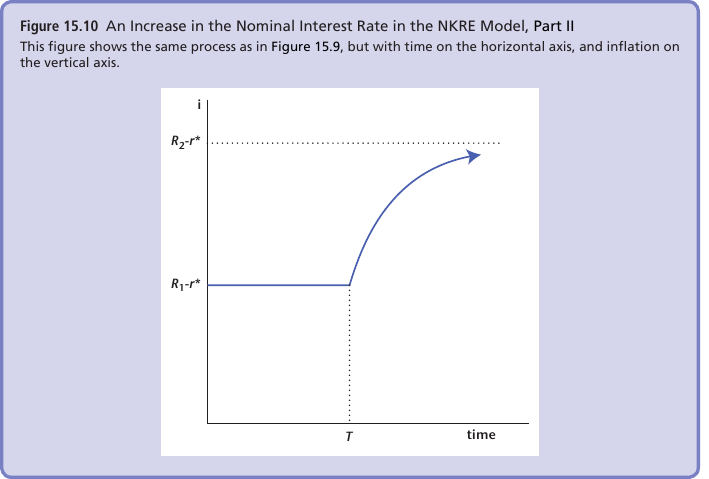 Figure 15.10 An Increase in the Nominal Interest Rate in the NKRE Model, Part II
This figure shows the same process as in Figure 15.9, but with time on the horizontal axis, and inflation on
the vertical axis.
i
R₂-r*
R₁-r*
T
time